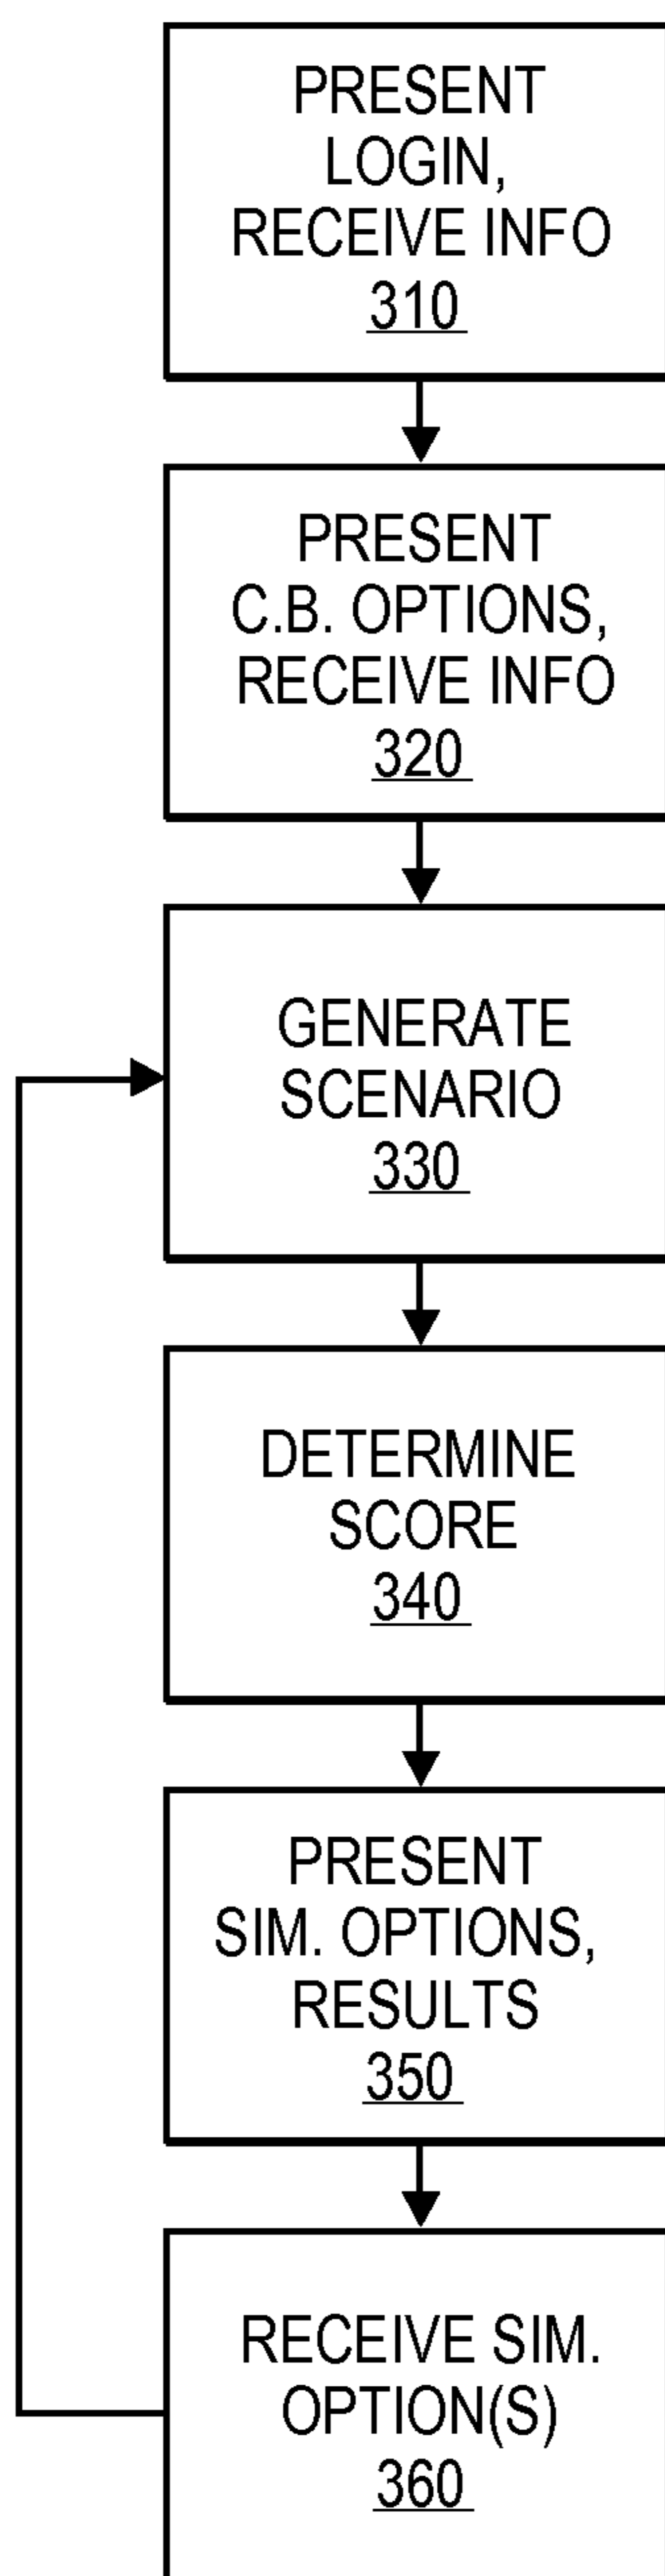 PRESENT
LOGIN,
RECEIVE INFO
310
PRESENT
C.B. OPTIONS,
RECEIVE INFO
320
GENERATE
SCENARIO
330
DETERMINE
SCORE
340
PRESENT
SIM. OPTIONS,
RESULTS
350
RECEIVE SIM.
OPTION(S)
360